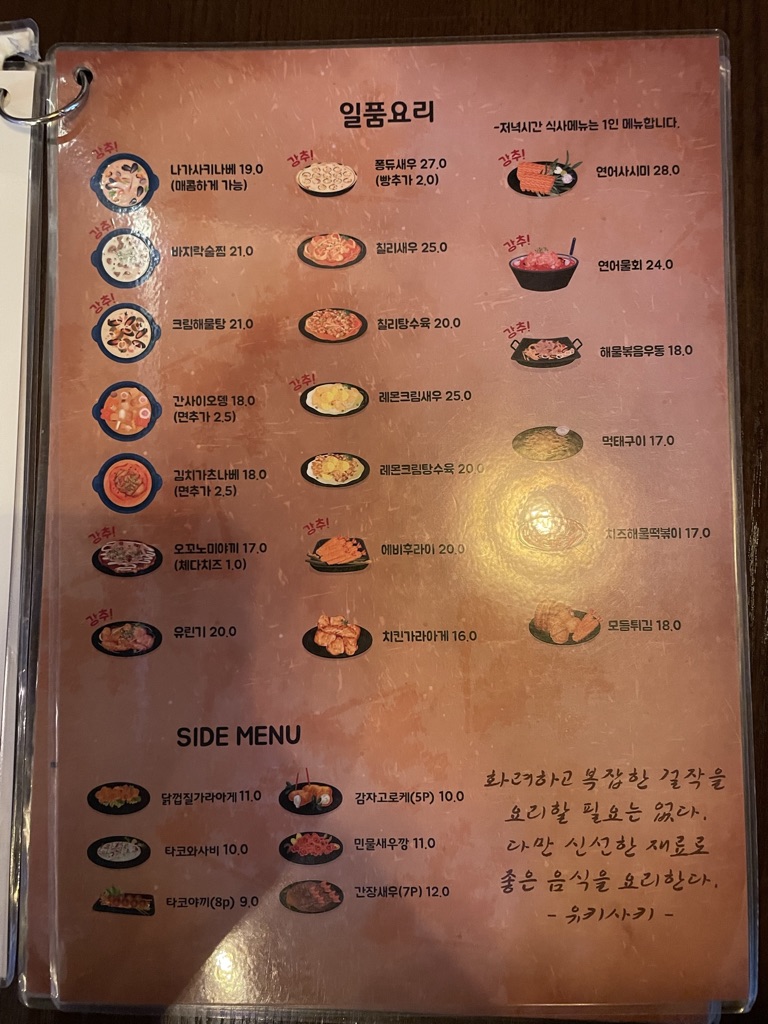 일품요리
-저녁시간 식사메뉴는 1인 메뉴합니다.
강추!
나가사키나베 19.0
(매콤하게 가능)
강추!
바지락술찜 21.0
강추!
크림해물탕 21.0
간사이오뎅 18.0
(면추가 2.5)
김치가츠나베 18.0
(면추가 2.5)
강추!
오꼬노미야끼 17.0
(체다치즈 1.0)
강추!
유린기 20.0
강추!
퐁듀새우 27.0
(빵추가 2.0)
칠리새우 25.0
칠리탕수육 20.0
강추!
레몬크림새우 25.0
레몬크림탕수육 20.0
강추!
에비후라이 20.0
치킨가라아게 16.0
강추!
연어사시미 28.0
강추!
연어물회 24.0
강추!
해물볶음우동 18.0
먹태구이 17.0
치즈해물떡볶이 17.0
모듬튀김 18.0
SIDE MENU
닭껍질가라아게 11.0
타코와사비 10.0
타코야끼(8p) 9.0
감자고로케(5P) 10.0
민물새우깡 11.0
간장새우(7P) 12.0
화려하고 복잡한 걸작을
요리할 필요는 없다.
다만 신선한 재료로
좋은 음식을 요리한다.
- 유키사키 -